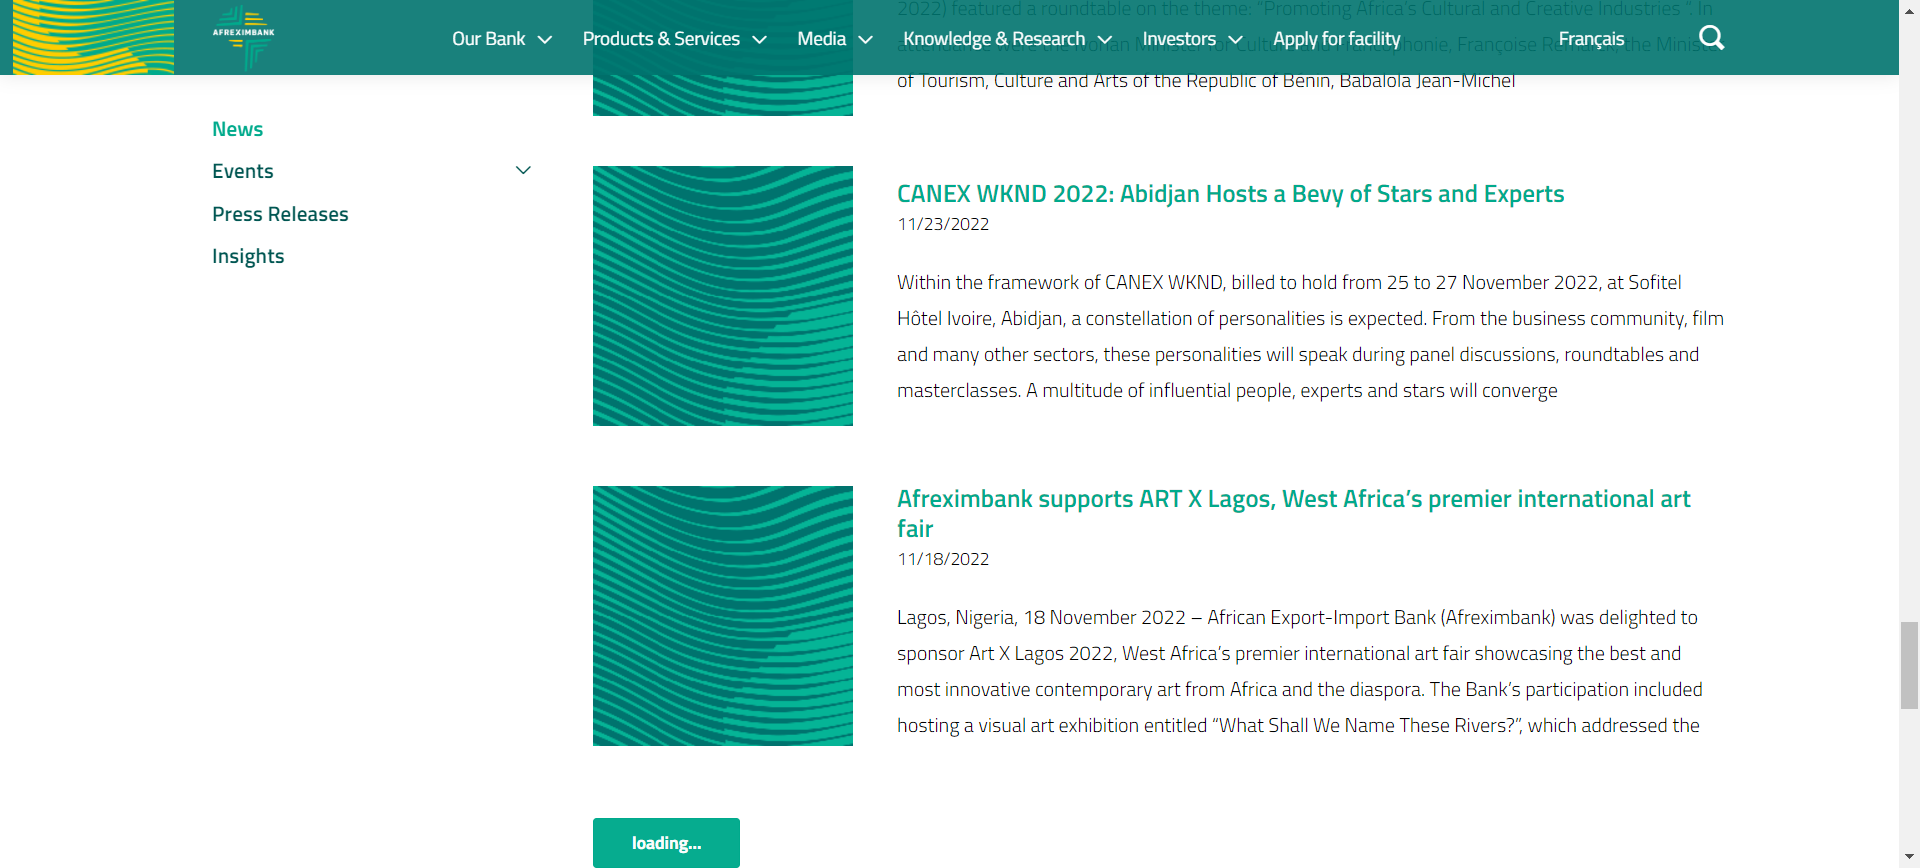 AFREXIMBANK
Our Bank
Products & Services
Media
Knowledge & Research
Investors
Apply for facility
Français
2022) featured a roundtable on the theme: “Promoting Africa’s Cultural and Creative Industries ”. In
of Tourism, Culture and Arts of the Republic of Benin, Babalola Jean-Michel
News
Events
Press Releases
Insights
CANEX WKND 2022: Abidjan Hosts a Bevy of Stars and Experts
11/23/2022
Within the framework of CANEX WKND, billed to hold from 25 to 27 November 2022, at Sofitel
Hôtel Ivoire, Abidjan, a constellation of personalities is expected. From the business community, film
and many other sectors, these personalities will speak during panel discussions, roundtables and
masterclasses. A multitude of influential people, experts and stars will converge
Afreximbank supports ART X Lagos, West Africa’s premier international art
fair
11/18/2022
Lagos, Nigeria, 18 November 2022 – African Export-Import Bank (Afreximbank) was delighted to
sponsor Art X Lagos 2022, West Africa’s premier international art fair showcasing the best and
most innovative contemporary art from Africa and the diaspora. The Bank’s participation included
hosting a visual art exhibition entitled “What Shall We Name These Rivers?”, which addressed the
loading...